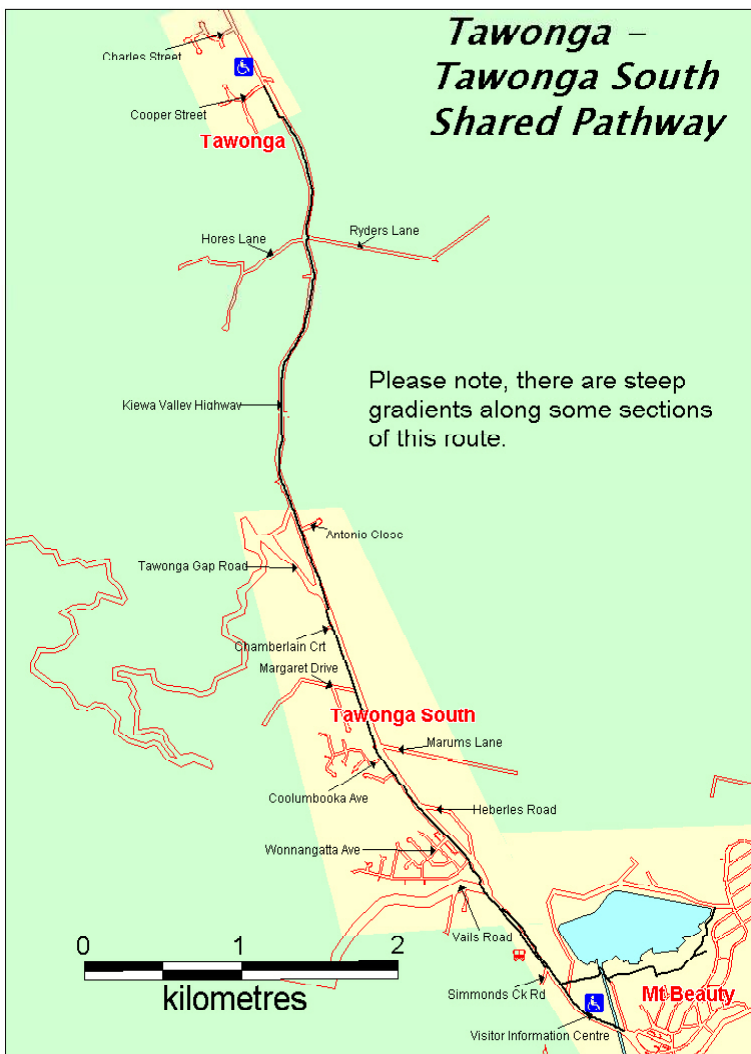 Tawonga –
Tawonga South
Shared Pathway
Charles Street
Cooper Street
Tawonga
Hores Lane
Ryders Lane
Please note, there are steep
gradients along some sections
of this route.
Kiewa Valley Highway
Antonio Close
Tawonga Gap Road
Chamberlain Crt
Margaret Drive
Tawonga South
Marums Lane
Coolumbooka Ave
Heberles Road
Wonnangatta Ave
Vails Road
0 1 2
kilometres
Simmonds Ck Rd
Mt Beauty
Visitor Information Centre